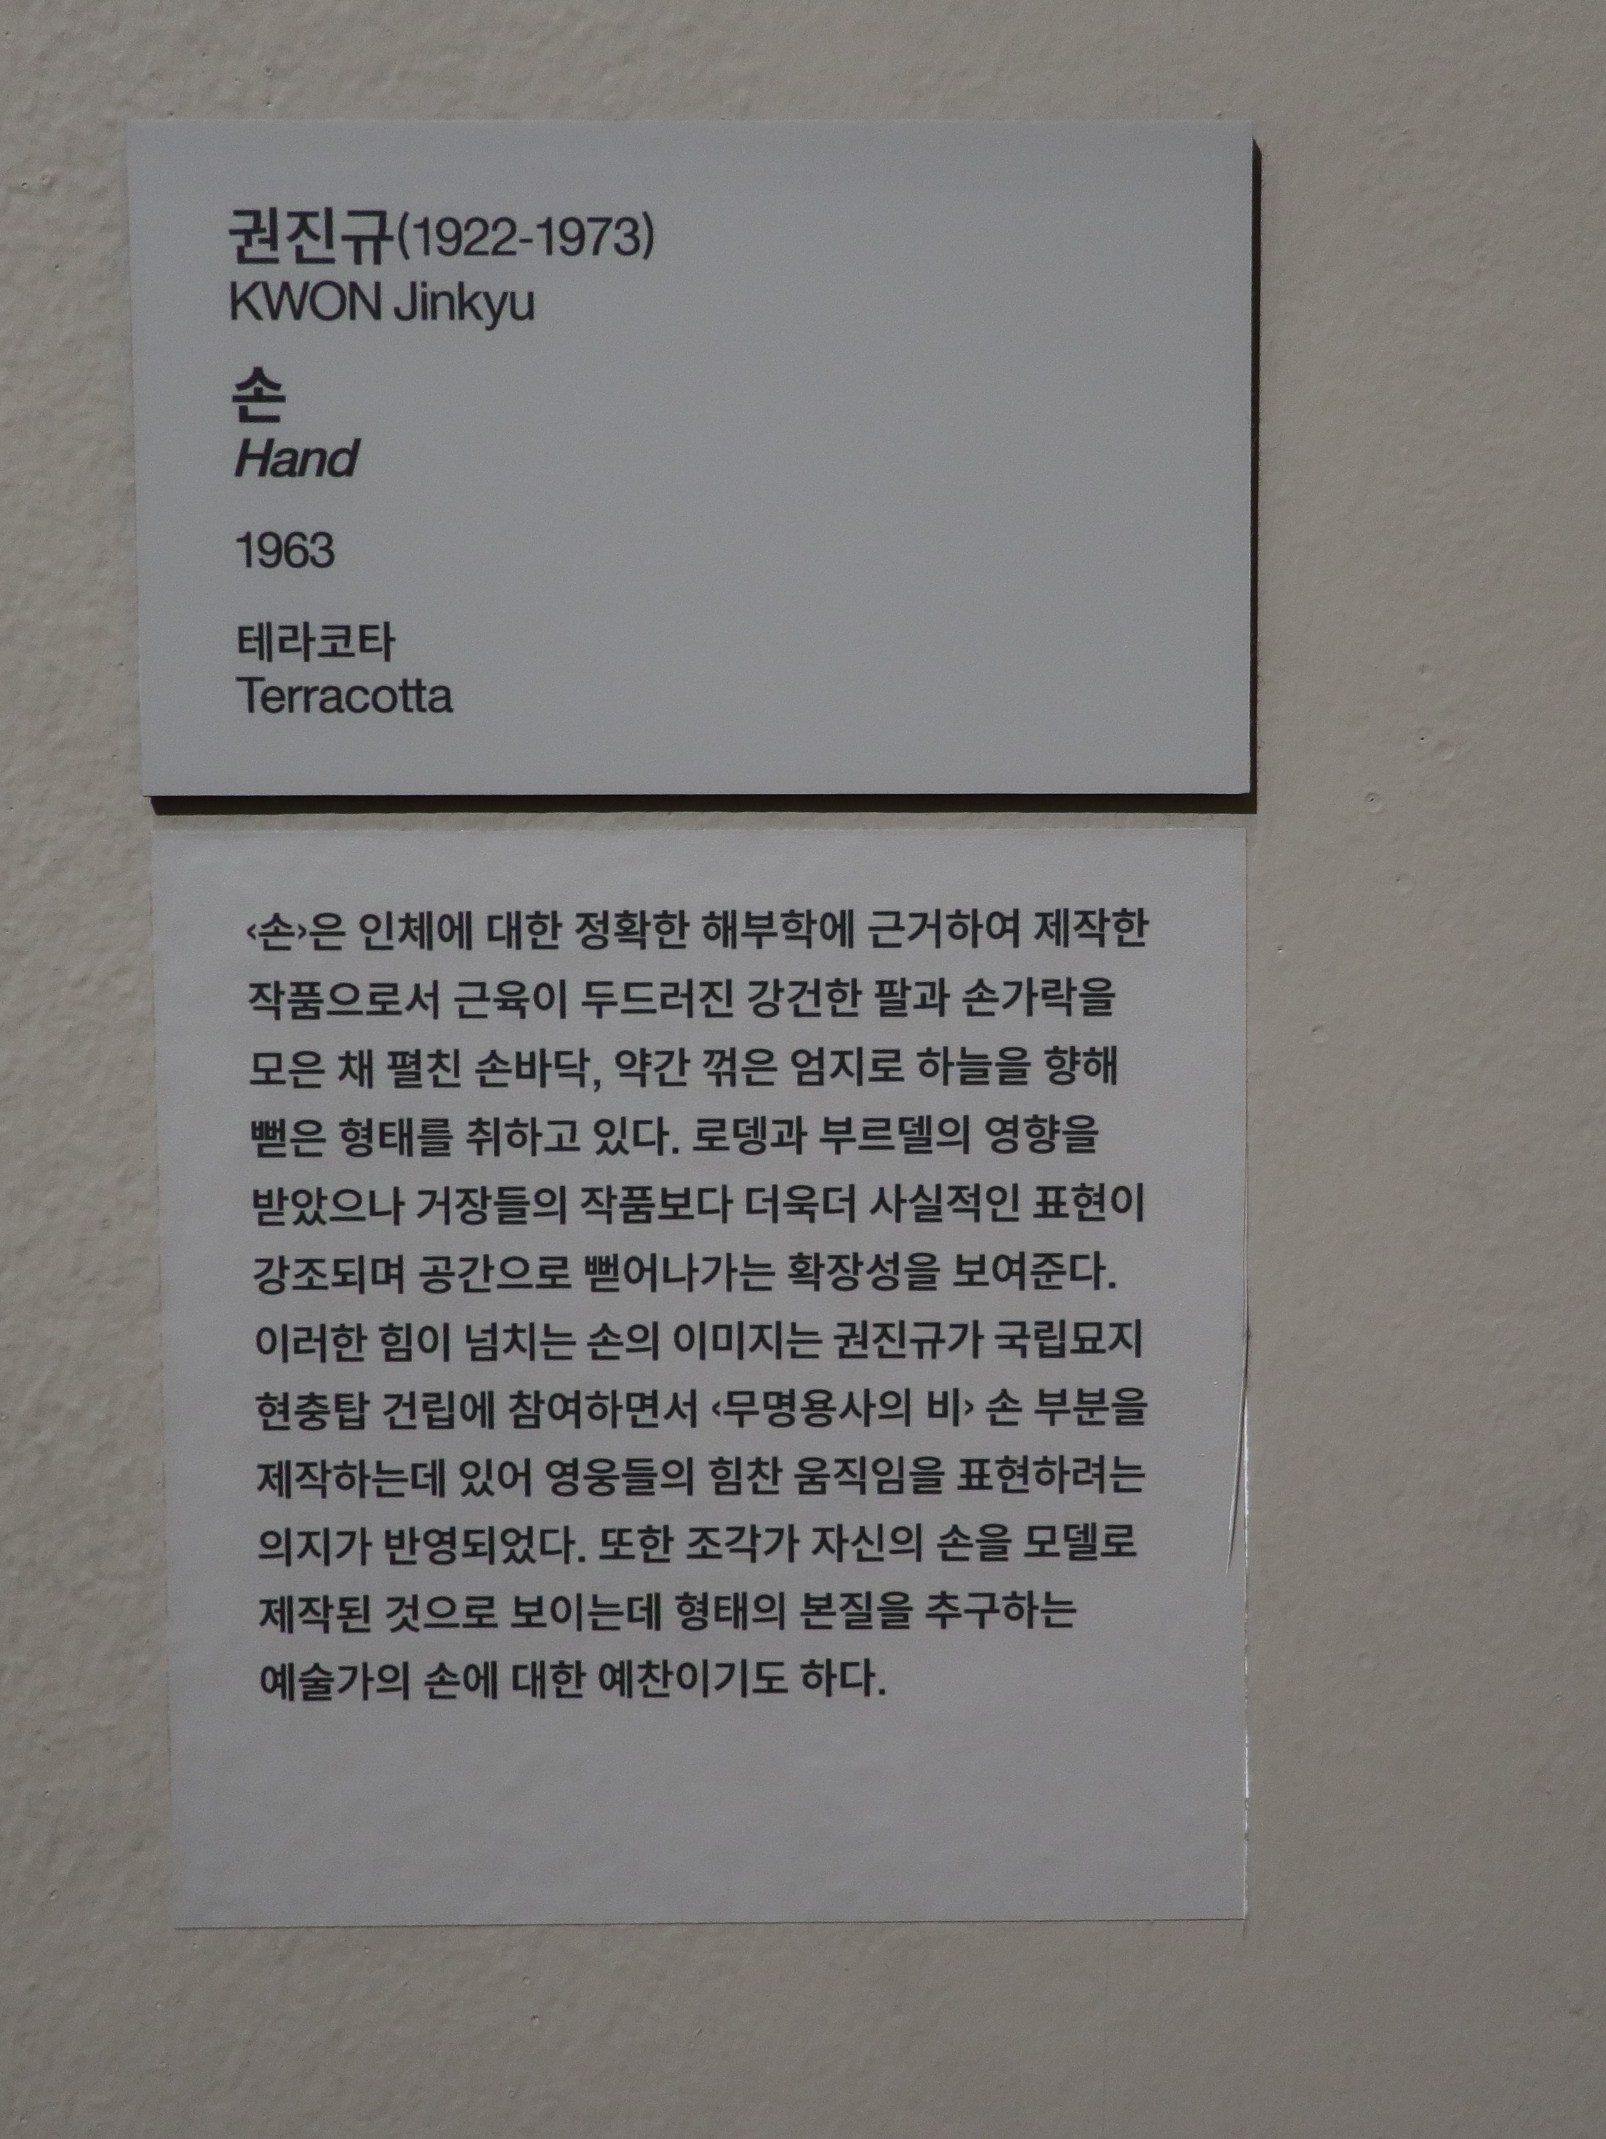 권진규(1922-1973)
KWON Jinkyu
손
Hand
1963
테라코타
Terracotta
‹손›은 인체에 대한 정확한 해부학에 근거하여 제작한
작품으로서 근육이 두드러진 강건한 팔과 손가락을
모은 채 펼친 손바닥, 약간 꺾은 엄지로 하늘을 향해
뻗은 형태를 취하고 있다. 로뎅과 부르델의 영향을
받았으나 거장들의 작품보다 더욱더 사실적인 표현이
강조되며 공간으로 뻗어나가는 확장성을 보여준다.
이러한 힘이 넘치는 손의 이미지는 권진규가 국립묘지
현충탑 건립에 참여하면서 ‹무명용사의 비› 손 부분을
제작하는데 있어 영웅들의 힘찬 움직임을 표현하려는
의지가 반영되었다. 또한 조각가 자신의 손을 모델로
제작된 것으로 보이는데 형태의 본질을 추구하는
예술가의 손에 대한 예찬이기도 하다.